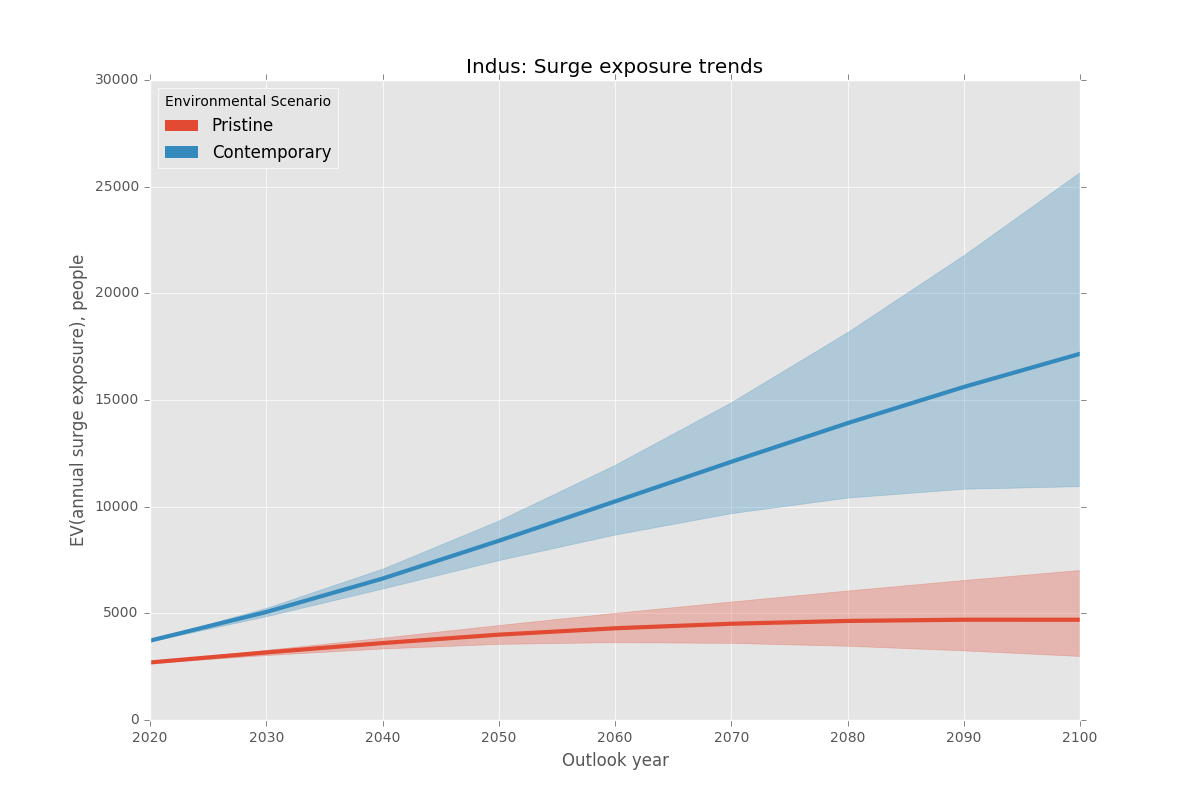 Indus: Surge exposure trends
30000
25000
20000
15000
10000
5000
0
EV(annual surge exposure), people
Environmental Scenario
Pristine
Contemporary
2020 2030 2040 2050 2060 2070 2080 2090 2100
Outlook year